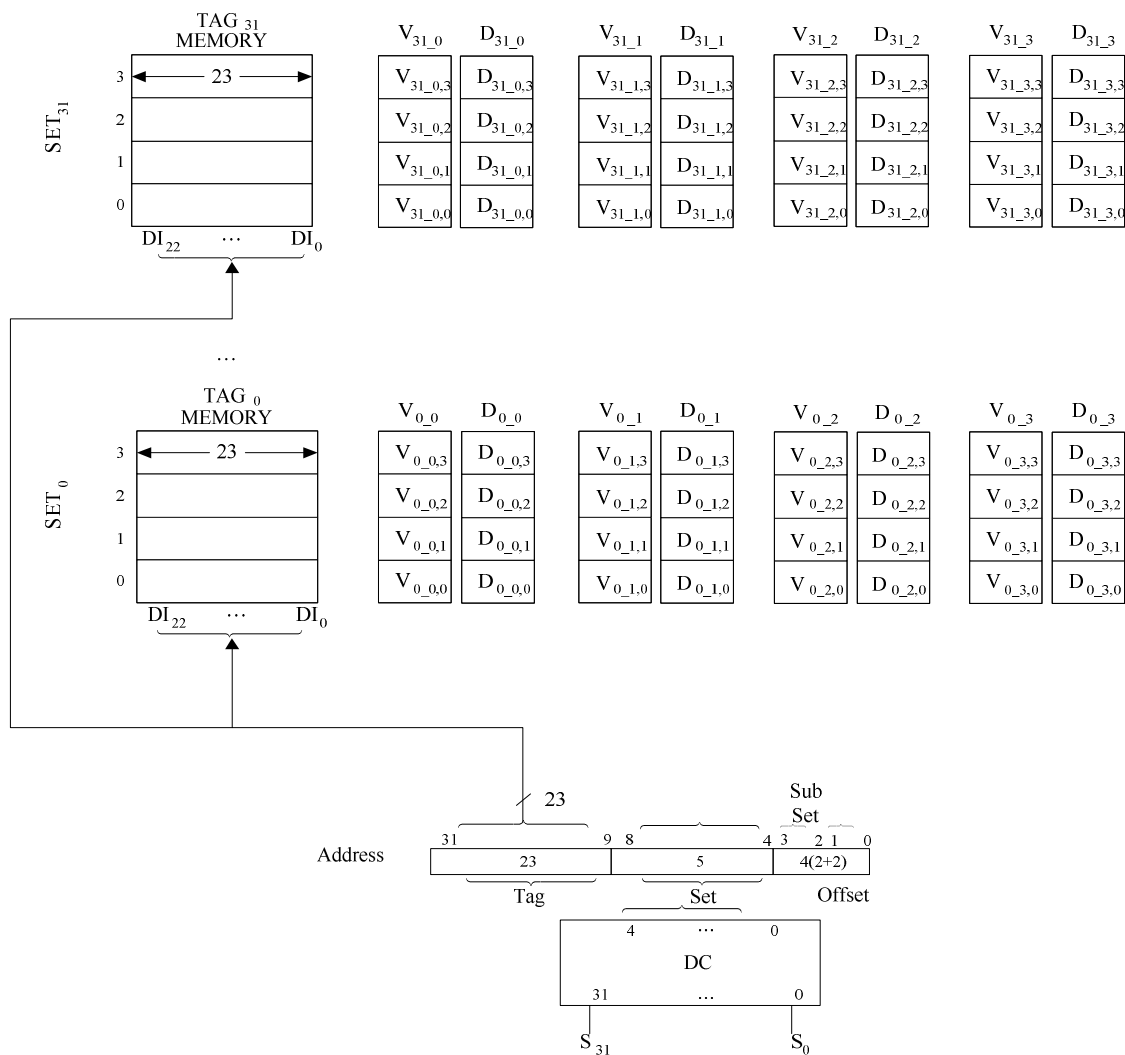 TAG 31
MEMORY
V31_0 D31_0 V31_1 D31_1 V31_2 D31_2 V31_3 D31_3
SET31
3 23 V31_0,3 D31_0,3 V31_1,3 D31_1,3 V31_2,3 D31_2,3 V31_3,3 D31_3,3
2 V31_0,2 D31_0,2 V31_1,2 D31_1,2 V31_2,2 D31_2,2 V31_3,2 D31_3,2
1 V31_0,1 D31_0,1 V31_1,1 D31_1,1 V31_2,1 D31_2,1 V31_3,1 D31_3,1
0 V31_0,0 D31_0,0 V31_1,0 D31_1,0 V31_2,0 D31_2,0 V31_3,0 D31_3,0
DI22 ... DI0
...
TAG 0
MEMORY
V0_0 D0_0 V0_1 D0_1 V0_2 D0_2 V0_3 D0_3
SET0
3 23 V0_0,3 D0_0,3 V0_1,3 D0_1,3 V0_2,3 D0_2,3 V0_3,3 D0_3,3
2 V0_0,2 D0_0,2 V0_1,2 D0_1,2 V0_2,2 D0_2,2 V0_3,2 D0_3,2
1 V0_0,1 D0_0,1 V0_1,1 D0_1,1 V0_2,1 D0_2,1 V0_3,1 D0_3,1
0 V0_0,0 D0_0,0 V0_1,0 D0_1,0 V0_2,0 D0_2,0 V0_3,0 D0_3,0
DI22 ... DI0
23
Sub
Set
31 9 8 4 3 2 1 0
Address 23 5 4(2+2)
Tag Set Offset
4 ... 0
DC
31 ... 0
S31 S0